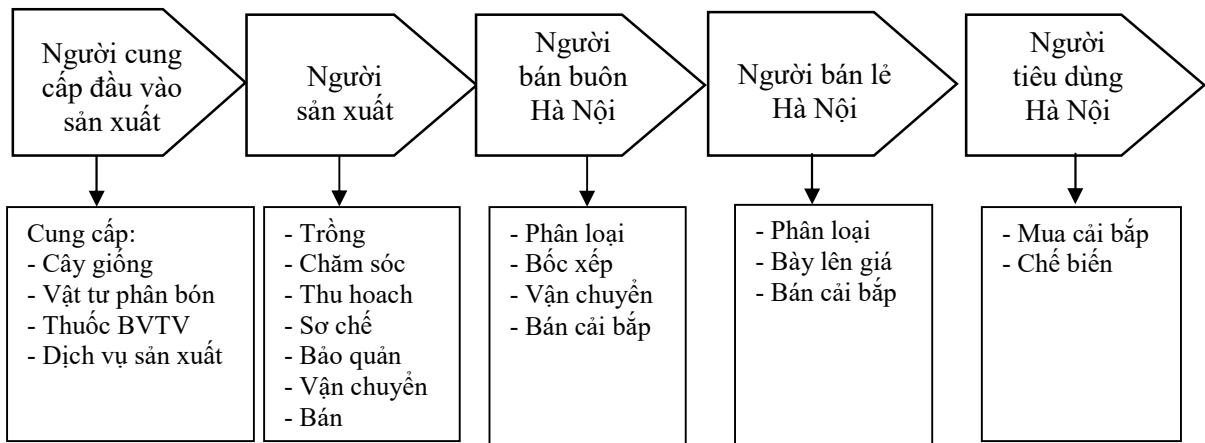 Người cung
cấp đầu vào
sản xuất
Người
sản xuất
Người
bán buôn
Hà Nội
Người bán lẻ
Hà Nội
Người
tiêu dùng
Hà Nội
Cung cấp:
- Cây giống
- Vật tư phân bón
- Thuốc BVTV
- Dịch vụ sản xuất
- Trồng
- Chăm sóc
- Thu hoach
- Sơ chế
- Bảo quản
- Vận chuyển
- Bán
- Phân loại
- Bốc xếp
- Vận chuyển
- Bán cải bắp
- Phân loại
- Bày lên giá
- Bán cải bắp
- Mua cải bắp
- Chế biến